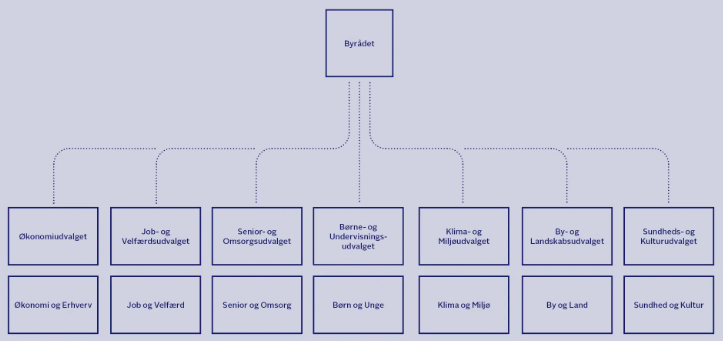 Byrådet
Økonomiudvalget
Job- og
Velfærdsudvalget
Senior- og
Omsorgsudvalget
Børne- og
Undervisnings-
udvalget
Klima- og
Miljøudvalget
By- og
Landskabsudvalget
Sundheds- og
Kulturudvalget
Økonomi og Erhverv
Job og Velfærd
Senior og Omsorg
Børn og Unge
Klima og Miljø
By og Land
Sundhed og Kultur